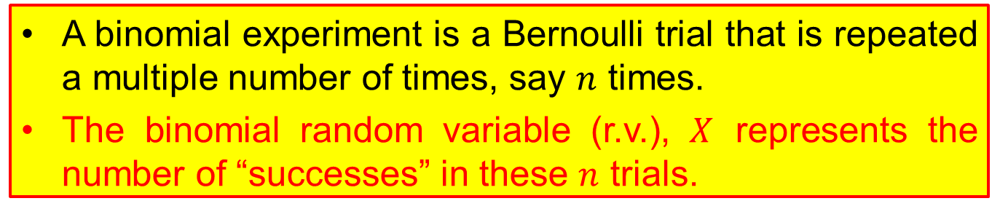 • A binomial experiment is a Bernoulli trial that is repeated
a multiple number of times, say n times.
• The binomial random variable (r.v.), X represents the
number of “successes” in these n trials.